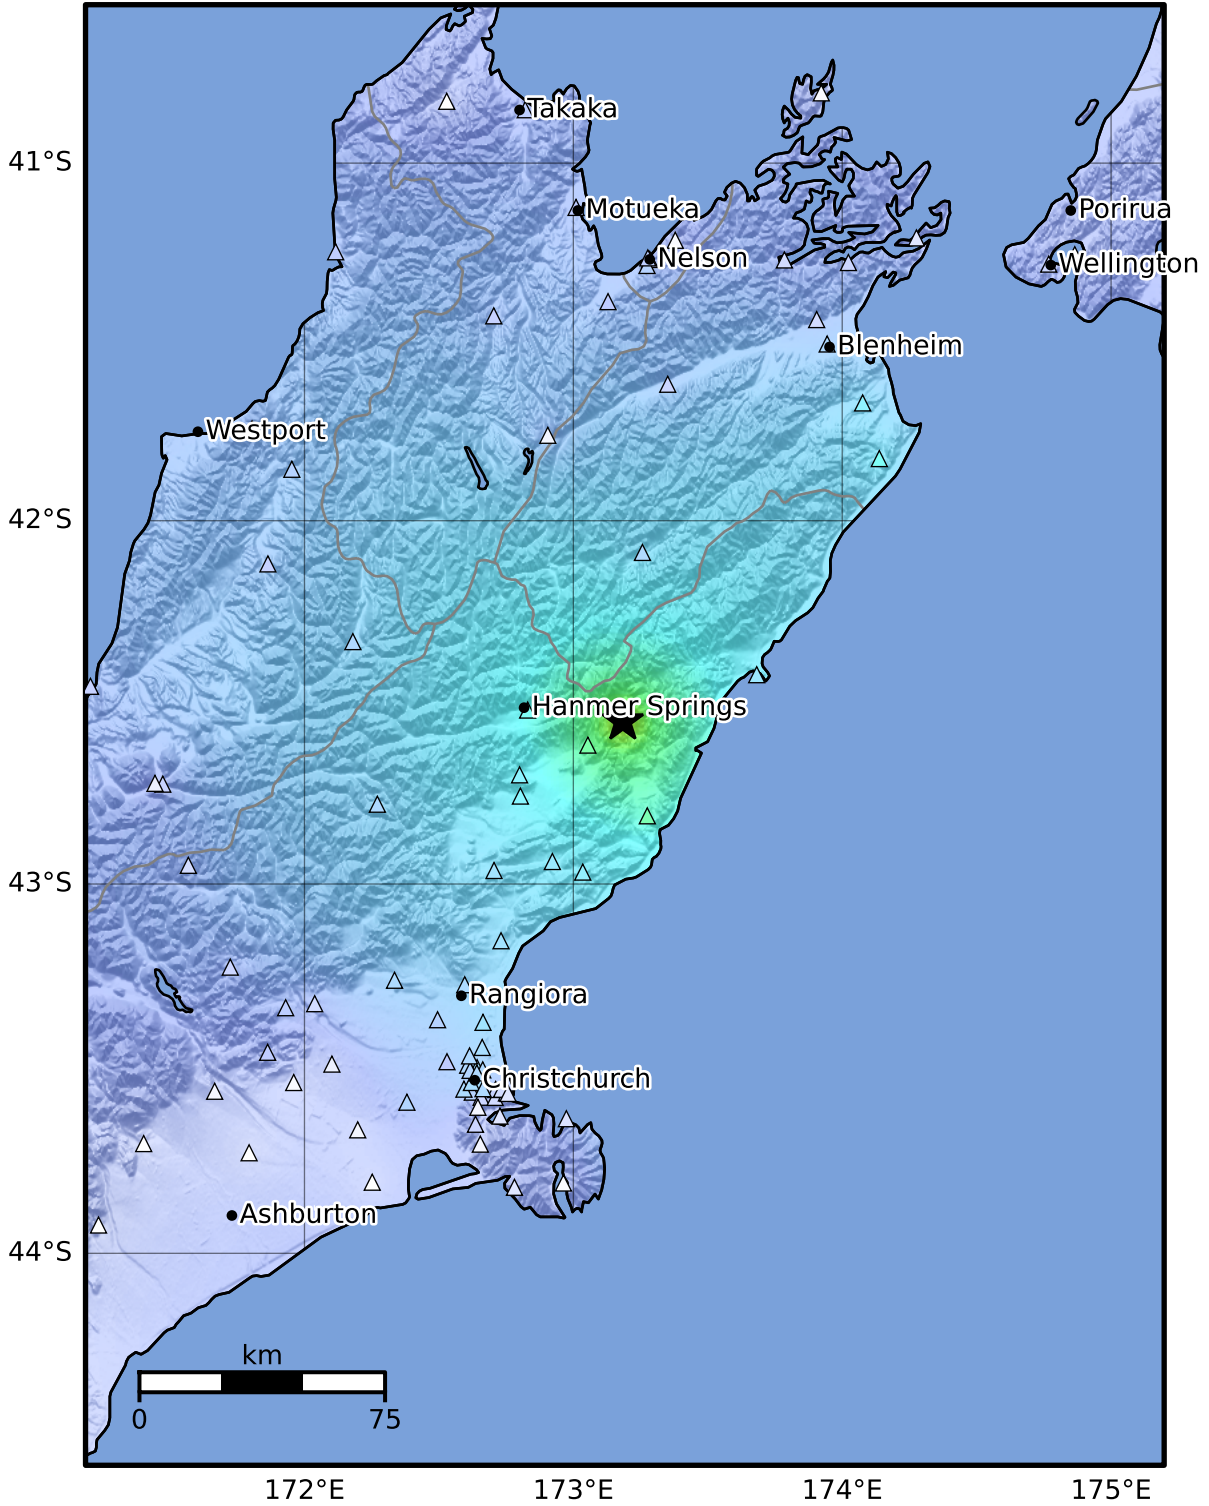 Takaka
41°S
Motueka
Porirua
Nelson
Wellington
Blenheim
Westport
42°S
Hanmer Springs
43°S
Rangiora
Christchurch
Ashburton
44°S
km
0 75
172°E 173°E 174°E 175°E